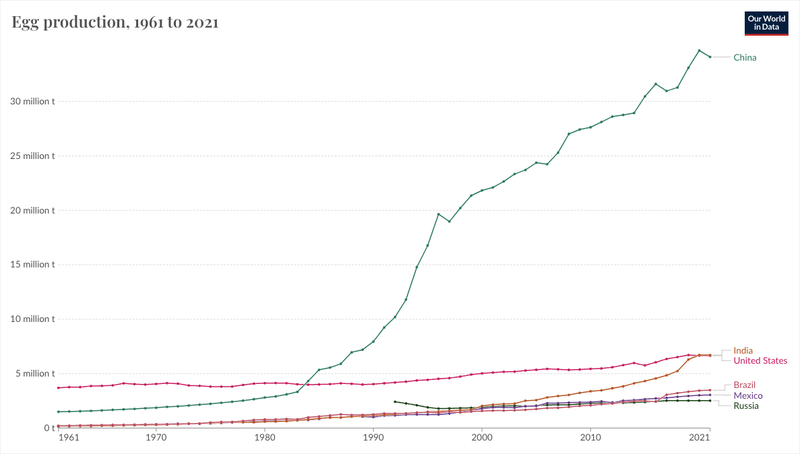 Egg production, 1961 to 2021
Our World
in Data
China
30 million t
25 million t
20 million t
15 million t
10 million t
India
United States
5 million t
Brazil
Mexico
Russia
0 t
1961
1970
1980
1990
2000
2010
2021